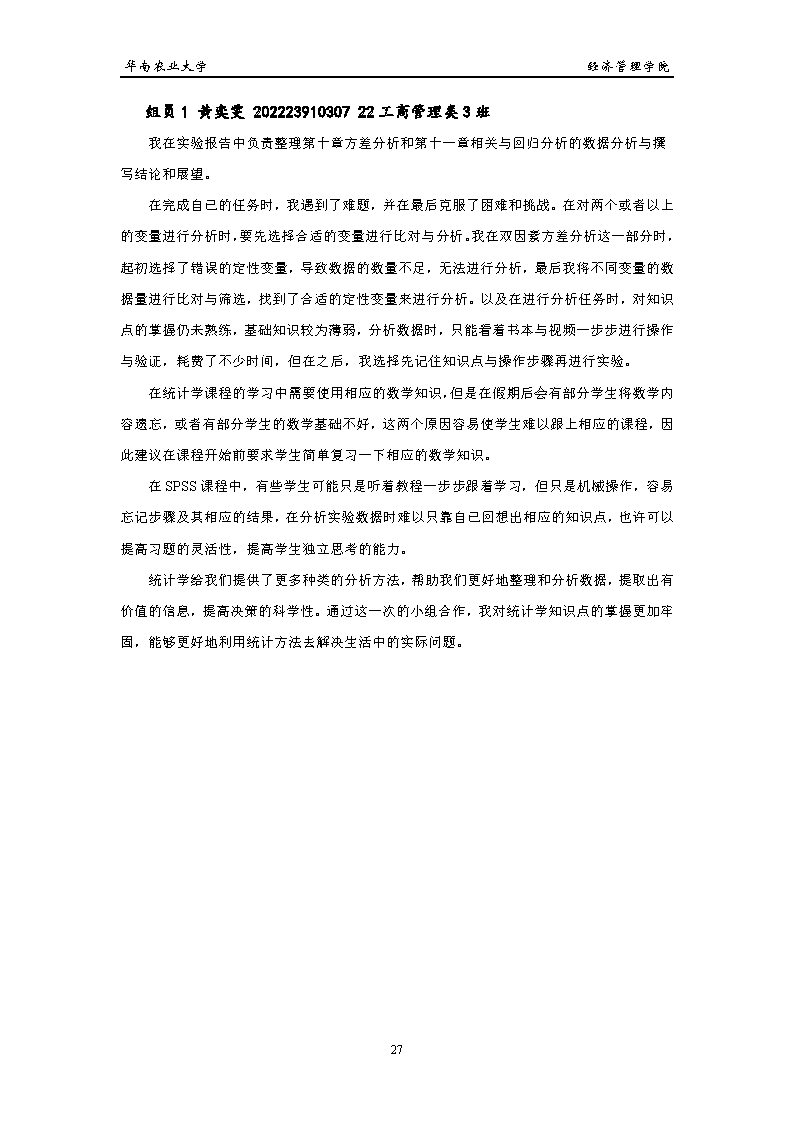 华南农业大学 经济管理学院
组员1 黄奕雯 202223910307 22工商管理类3班
我在实验报告中负责整理第十章方差分析和第十一章相关与回归分析的数据分析与撰
写结论和展望。
在完成自己的任务时，我遇到了难题，并在最后克服了困难和挑战。在对两个或者以上
的变量进行分析时，要先选择合适的变量进行比对与分析。我在双因素方差分析这一部分时，
起初选择了错误的定性变量，导致数据的数量不足，无法进行分析，最后我将不同变量的数
据量进行比对与筛选，找到了合适的定性变量来进行分析。以及在进行分析任务时，对知识
点的掌握仍未熟练，基础知识较为薄弱，分析数据时，只能看着书本与视频一步步进行操作
与验证，耗费了不少时间，但在之后，我选择先记住知识点与操作步骤再进行实验。
在统计学课程的学习中需要使用相应的数学知识，但是在假期后会有部分学生将数学内
容遗忘，或者有部分学生的数学基础不好，这两个原因容易使学生难以跟上相应的课程，因
此建议在课程开始前要求学生简单复习一下相应的数学知识。
在 SPSS 课程中，有些学生可能只是听着教程一步步跟着学习，但只是机械操作，容易
忘记步骤及其相应的结果，在分析实验数据时难以只靠自己回想出相应的知识点，也许可以
提高习题的灵活性，提高学生独立思考的能力。
统计学给我们提供了更多种类的分析方法，帮助我们更好地整理和分析数据，提取出有
价值的信息，提高决策的科学性。通过这一次的小组合作，我对统计学知识点的掌握更加牢
固，能够更好地利用统计方法去解决生活中的实际问题。
27